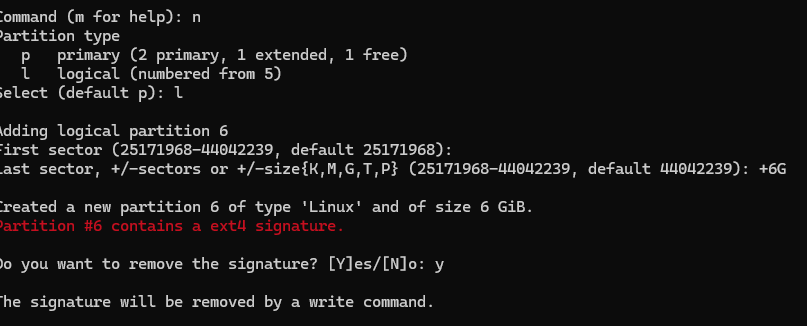 Command (m for help): n
Partition type
   p   primary (2 primary, 1 extended, 1 free)
   l   logical (numbered from 5)
Select (default p): l
Adding logical partition 6
First sector (25171968-44042239, default 25171968):
Last sector, +/-sectors or +/-size{K,M,G,T,P} (25171968-44042239, default 44042239): +6G
Created a new partition 6 of type 'Linux' and of size 6 GiB.
Partition #6 contains a ext4 signature.
Do you want to remove the signature? [Y]es/[N]o: y
The signature will be removed by a write command.